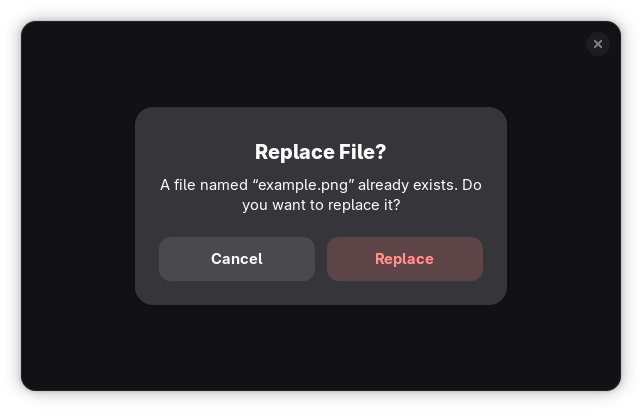 Replace File?
A file named “example.png” already exists. Do
you want to replace it?
Cancel
Replace